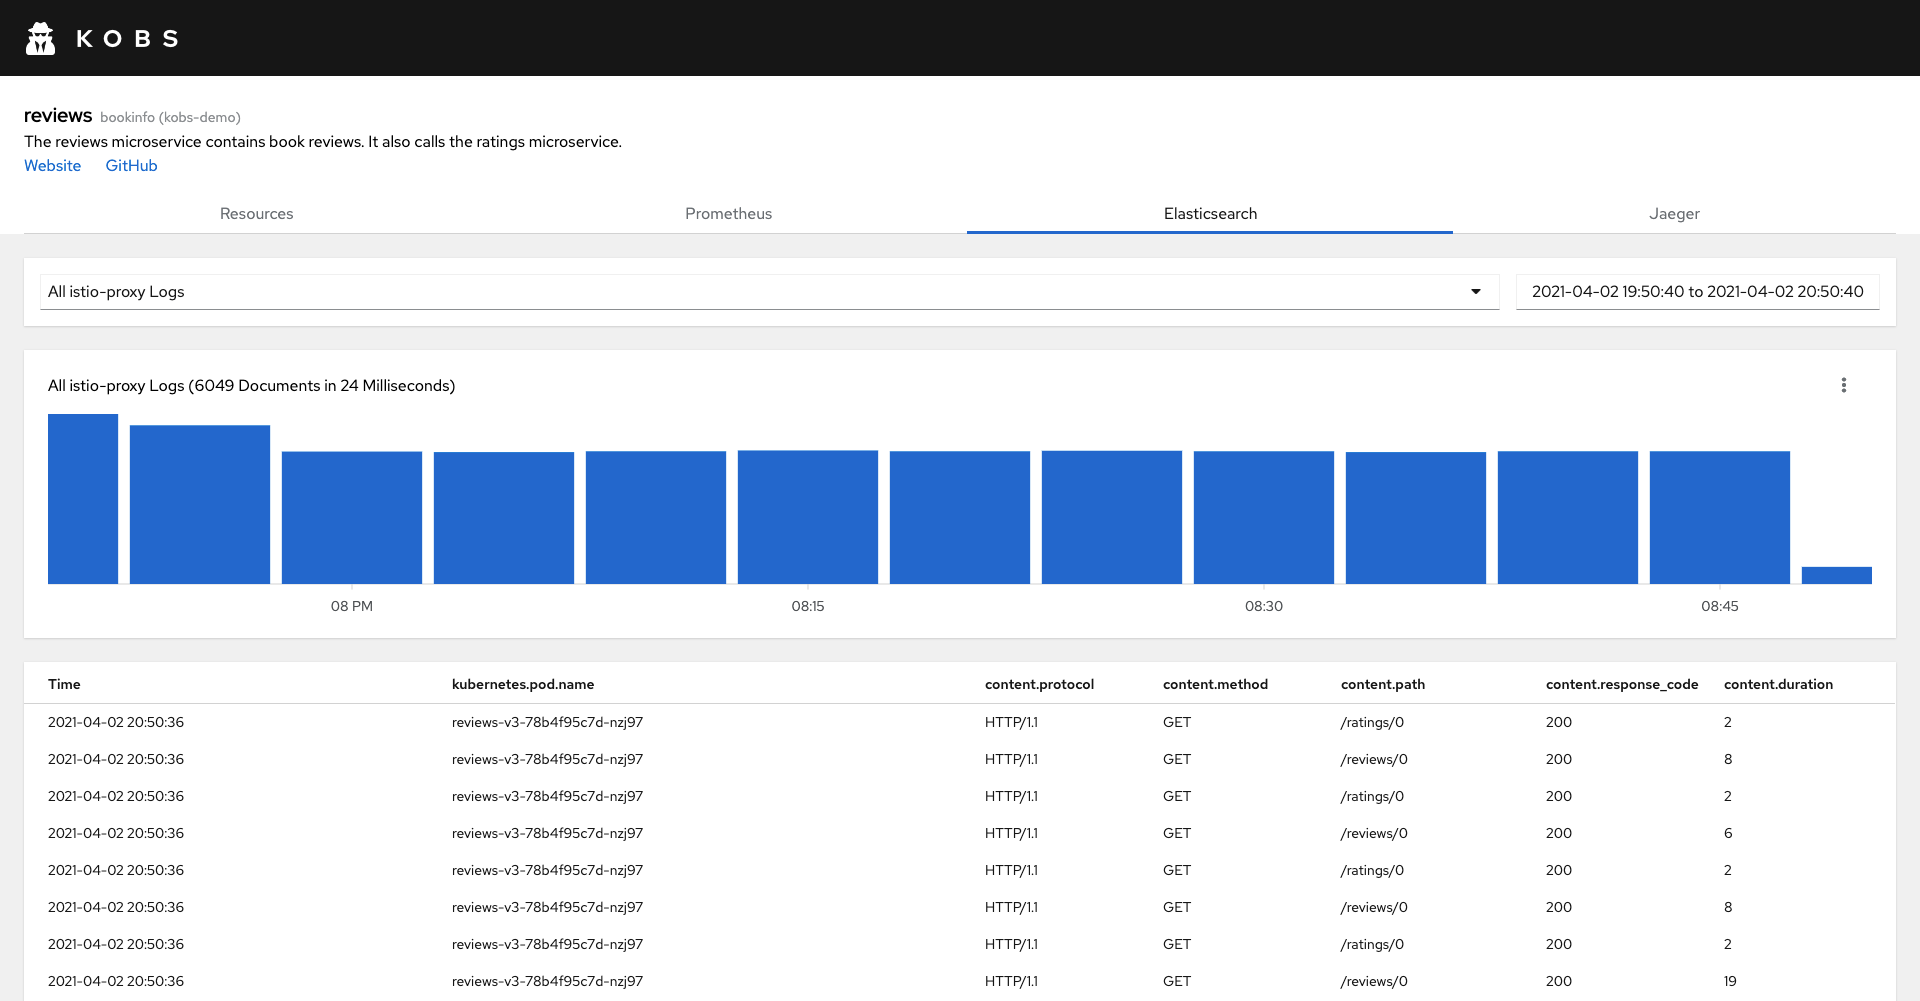 KOBS
reviews bookinfo (kobs-demo)
The reviews microservice contains book reviews. It also calls the ratings microservice.
Website GitHub
Resources Prometheus Elasticsearch Jaeger
All istio-proxy Logs 2021-04-02 19:50:40 to 2021-04-02 20:50:40
All istio-proxy Logs (6049 Documents in 24 Milliseconds)
08 PM 08:15 08:30 08:45
Time kubernetes.pod.name content.protocol content.method content.path content.response_code content.duration
2021-04-02 20:50:36 reviews-v3-78b4f95c7d-nzj97 HTTP/1.1 GET /ratings/0 200 2
2021-04-02 20:50:36 reviews-v3-78b4f95c7d-nzj97 HTTP/1.1 GET /reviews/0 200 8
2021-04-02 20:50:36 reviews-v3-78b4f95c7d-nzj97 HTTP/1.1 GET /ratings/0 200 2
2021-04-02 20:50:36 reviews-v3-78b4f95c7d-nzj97 HTTP/1.1 GET /reviews/0 200 6
2021-04-02 20:50:36 reviews-v3-78b4f95c7d-nzj97 HTTP/1.1 GET /ratings/0 200 2
2021-04-02 20:50:36 reviews-v3-78b4f95c7d-nzj97 HTTP/1.1 GET /reviews/0 200 8
2021-04-02 20:50:36 reviews-v3-78b4f95c7d-nzj97 HTTP/1.1 GET /ratings/0 200 2
2021-04-02 20:50:36 reviews-v3-78b4f95c7d-nzj97 HTTP/1.1 GET /reviews/0 200 19